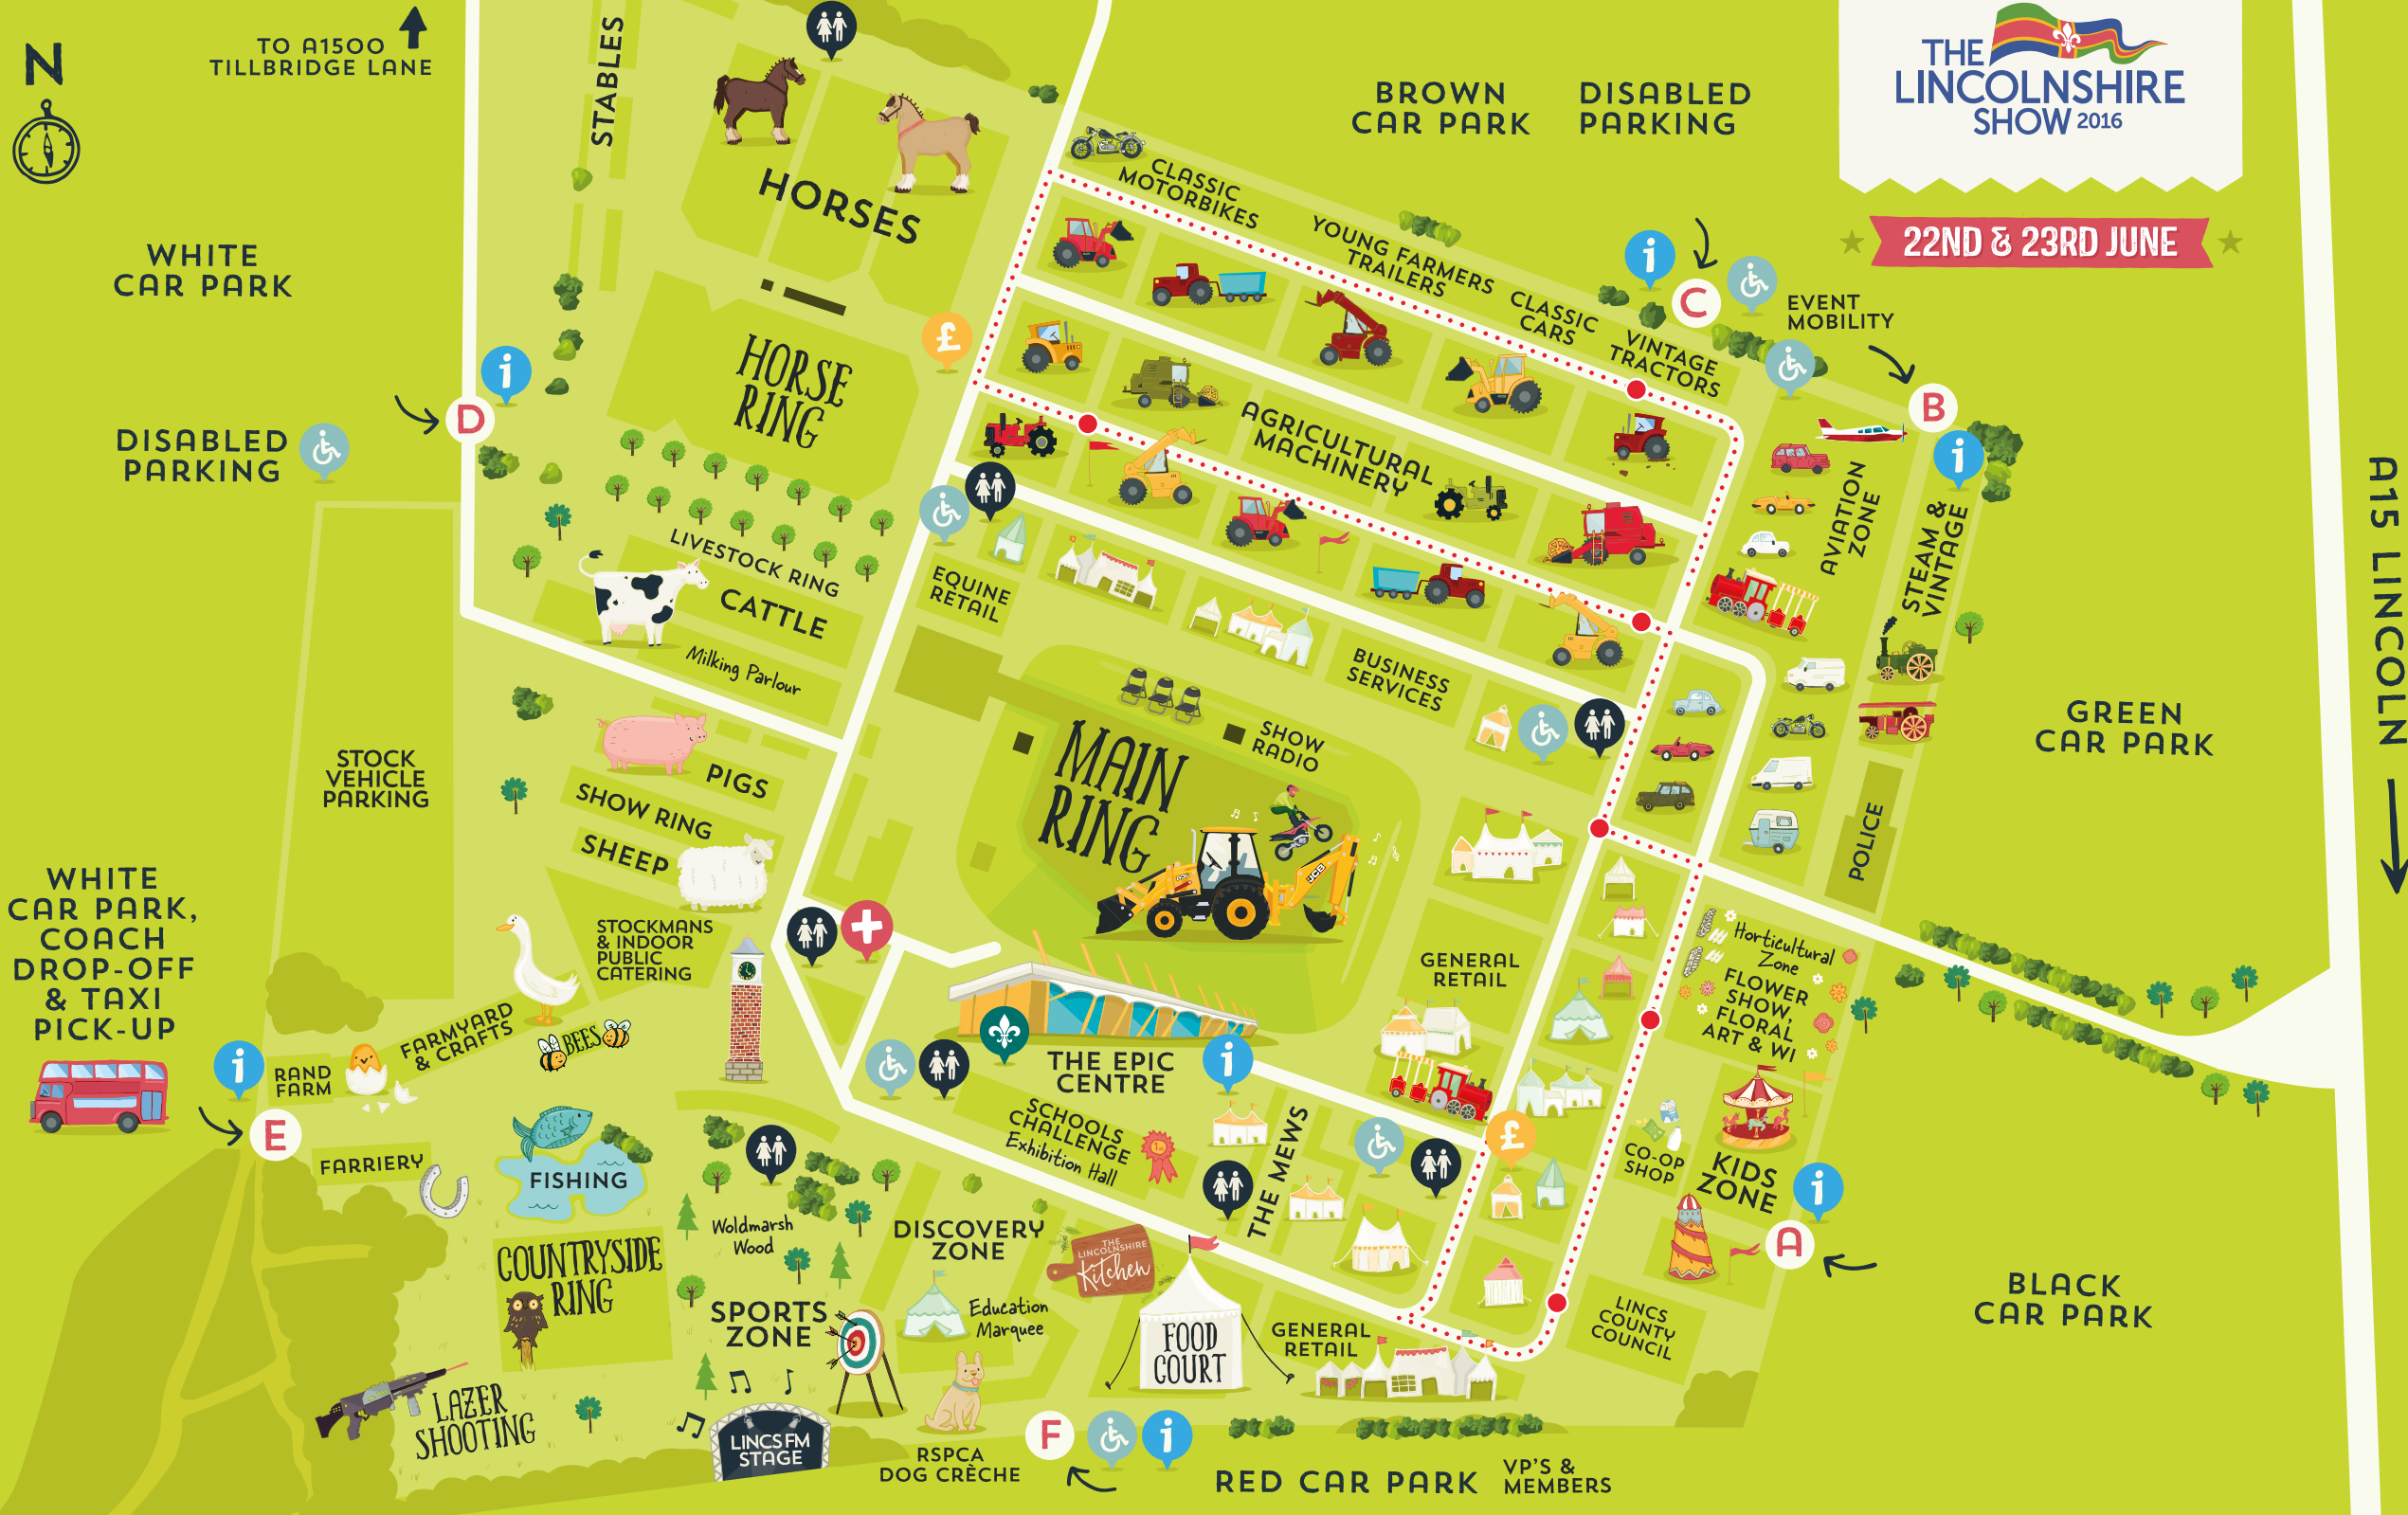 N
TO A1500
TILLBRIDGE LANE
STABLES
HORSES
BROWN
CAR PARK
DISABLED
PARKING
THE
LINCOLNSHIRE
SHOW 2016
22ND & 23RD JUNE
CLASSIC
MOTORBIKES
YOUNG FARMERS
TRAILERS
CLASSIC
CARS
VINTAGE
TRACTORS
i
C
EVENT
MOBILITY
B
i
WHITE
CAR PARK
HORSE
RING
£
i
D
DISABLED
PARKING
AGRICULTURAL
MACHINERY
AVIATION
ZONE
STEAM &
VINTAGE
A15 LINCOLN
LIVESTOCK RING
CATTLE
Milking Parlour
EQUINE
RETAIL
BUSINESS
SERVICES
GREEN
CAR PARK
STOCK
VEHICLE
PARKING
PIGS
SHOW RING
SHEEP
MAIN
RING
SHOW
RADIO
JCB
POLICE
WHITE
CAR PARK,
COACH
DROP-OFF
& TAXI
PICK-UP
STOCKMANS
& INDOOR
PUBLIC
CATERING
GENERAL
RETAIL
Horticultural
Zone
FLOWER
SHOW,
FLORAL
ART & WI
FARMYARD
& CRAFTS
BEES
i
RAND
FARM
E
THE EPIC
CENTRE
i
SCHOOLS
CHALLENGE
Exhibition Hall
THE MEWS
£
CO-OP
SHOP
KIDS
ZONE
i
A
FARRIERY
FISHING
COUNTRYSIDE
RING
Woldmarsh
Wood
DISCOVERY
ZONE
THE
LINCOLNSHIRE
Kitchen
SPORTS
ZONE
Education
Marquee
FOOD
COURT
GENERAL
RETAIL
LINCS
COUNTY
COUNCIL
BLACK
CAR PARK
LAZER
SHOOTING
LINCS FM
STAGE
RSPCA
DOG CRÈCHE
F
i
RED CAR PARK
VP'S &
MEMBERS